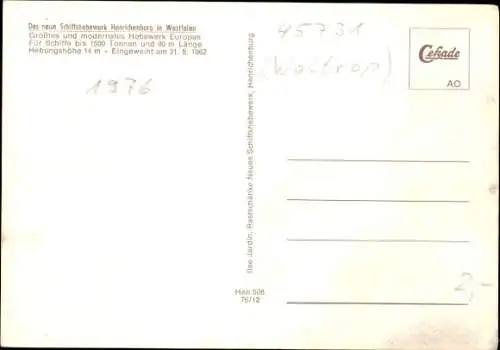 Das neue Schiffshebewerk Henrichenburg in Westfalen
Größtes und modernstes Hebewerk Europas
Für Schiffe bis 1500 Tonnen und 90 m Länge
Hebungshöhe 14 m - Eingeweiht am 31. 8. 1962
1976
45731
(Waltrop)
Cekade
AO
Ilse Jardin, Rasthänke Neues Schiffshebewerk, Henrichenburg
Hen 506
76/12
2,-